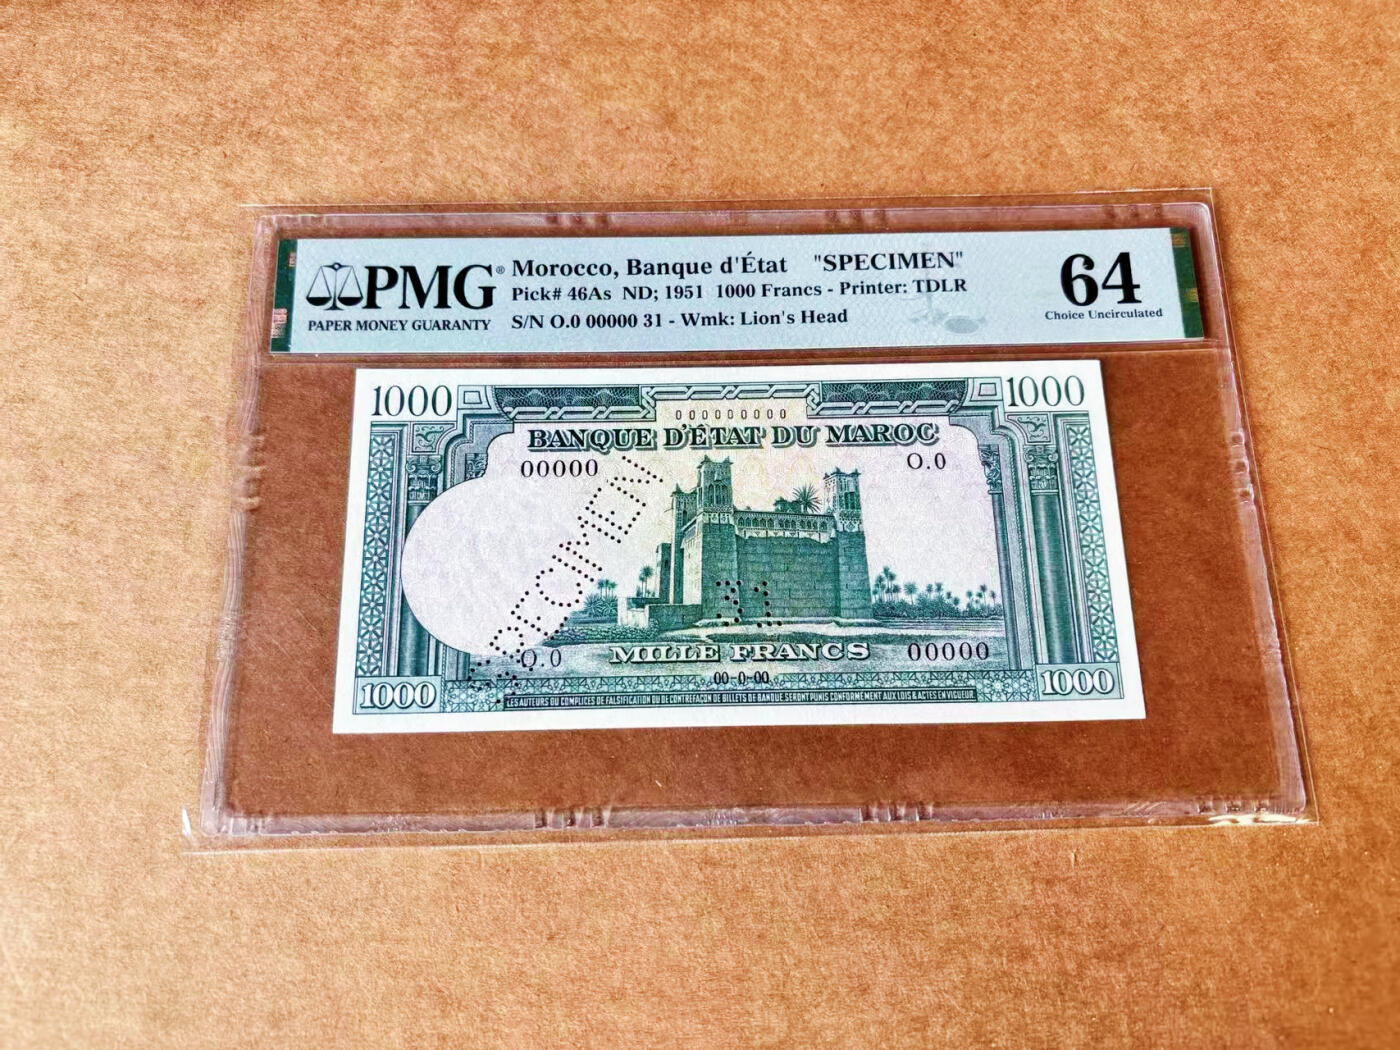 PMG®
PAPER MONEY GUARANTY
Morocco, Banque d'État "SPECIMEN"
Pick# 46As ND; 1951 1000 Francs - Printer: TDLR
S/N O.0 00000 31 - Wmk: Lion's Head
64
Choice Uncirculated
1000
1000
000000000
BANQUE D'ÉTAT DU MAROC
00000
O.0
SPECIMEN
31
O.0
MILLE FRANCS
00000
00-0-00
1000
1000
LES AUTEURS OU COMPLICES DE FALSIFICATION OU DE CONTREFAÇON DE BILLETS DE BANQUE SERONT PUNIS CONFORMEMENT AUX LOIS & ACTES EN VIGUEUR.